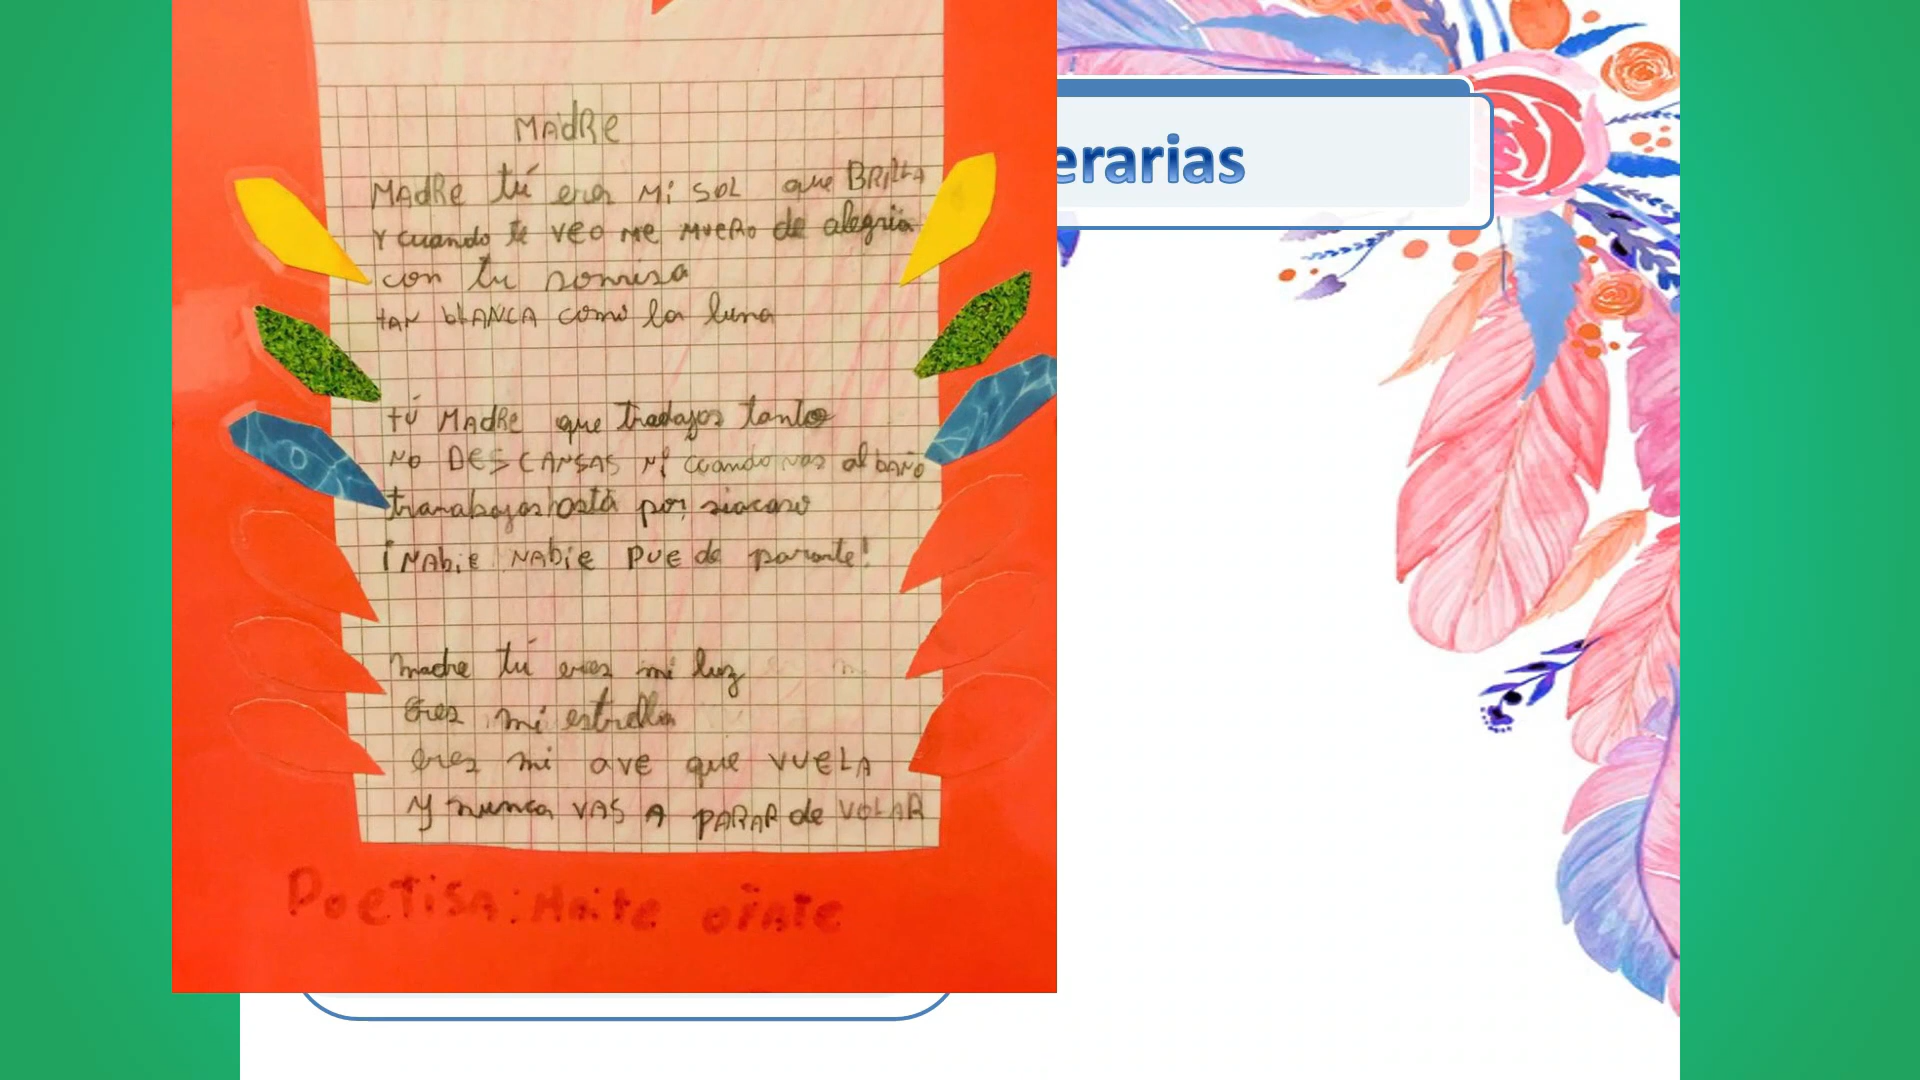 MAdRe
MAdRe tú eres Mi SOL que BRILLA
Y cuando te veo Me Muero de alegria
con tu sonrisa
tAN blANCA como la luna
tú MAdRe que tradajas tanto
NO DESCANSAS Ni cuando vas al baño
tranabajas hasta por siacaso
¡NAbie NAbie PUEde pararte!
madre tú eres mi luz
Eres mi estrella
eres mi ave que VUELA
y nunca VAS A PARAR de VOLAR
Poetisa: Maite oñate
erarias